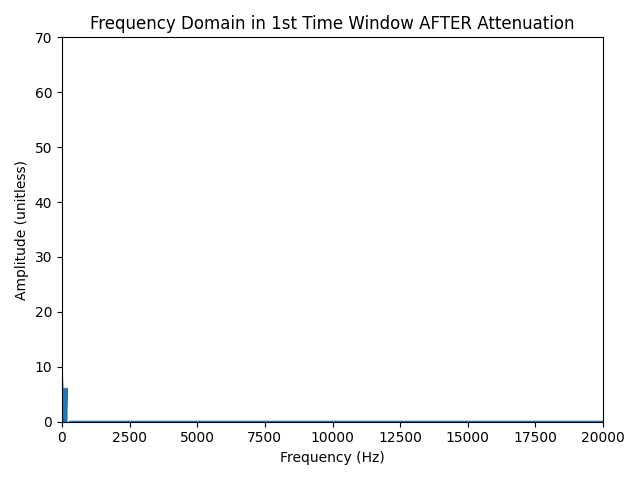 Frequency Domain in 1st Time Window AFTER Attenuation
70
60
50
40
30
20
10
0
Amplitude (unitless)
0 2500 5000 7500 10000 12500 15000 17500 20000
Frequency (Hz)